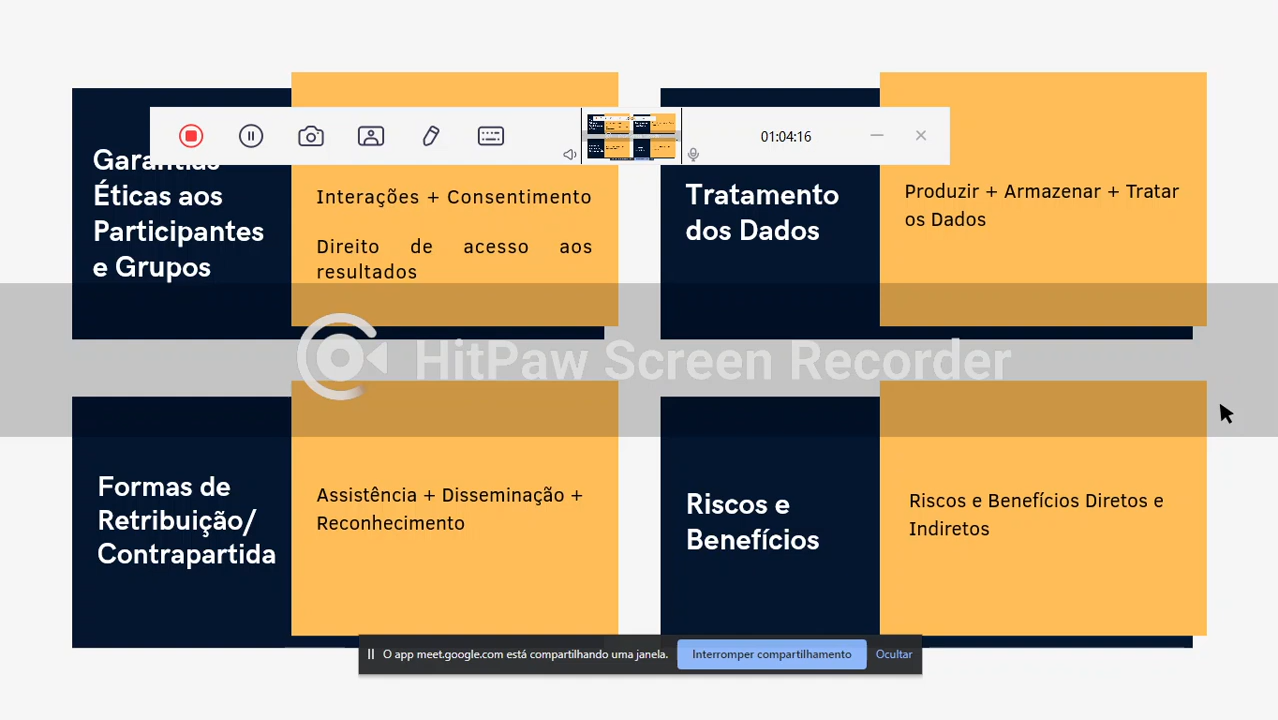 01:04:16
Garantias
Éticas aos
Participantes
e Grupos
Interações + Consentimento
Direito de acesso aos
resultados
Tratamento
dos Dados
Produzir + Armazenar + Tratar
os Dados
HitPaw Screen Recorder
Formas de
Retribuição/
Contrapartida
Assistência + Disseminação +
Reconhecimento
Riscos e
Benefícios
Riscos e Benefícios Diretos e
Indiretos
O app meet.google.com está compartilhando uma janela.
Interromper compartilhamento
Ocultar